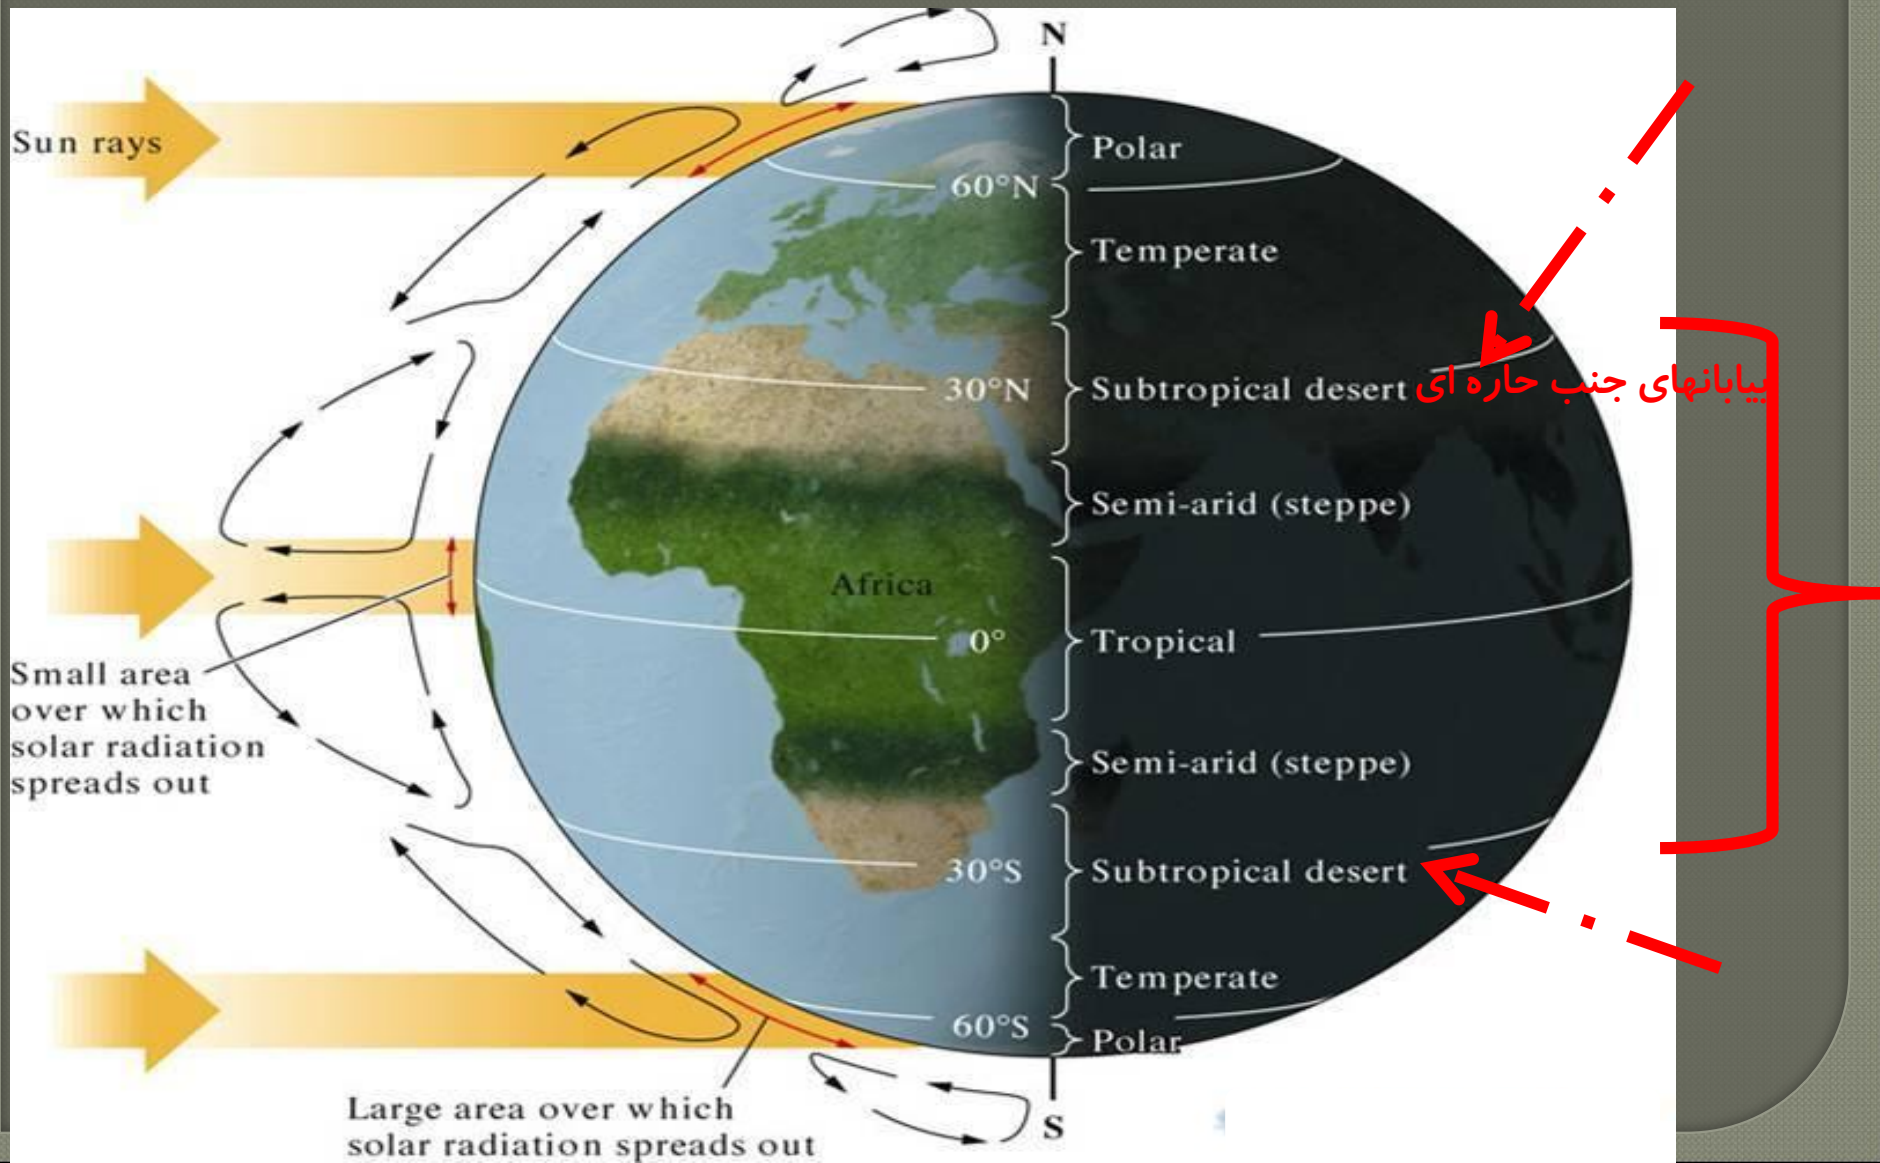 N
Sun rays
Polar
60°N
Temperate
30°N
Subtropical desert
بیابانهای جنب حاره ای
Semi-arid (steppe)
Africa
0°
Tropical
Small area
over which
solar radiation
spreads out
Semi-arid (steppe)
30°S
Subtropical desert
Temperate
60°S
Polar
Large area over which
solar radiation spreads out
S